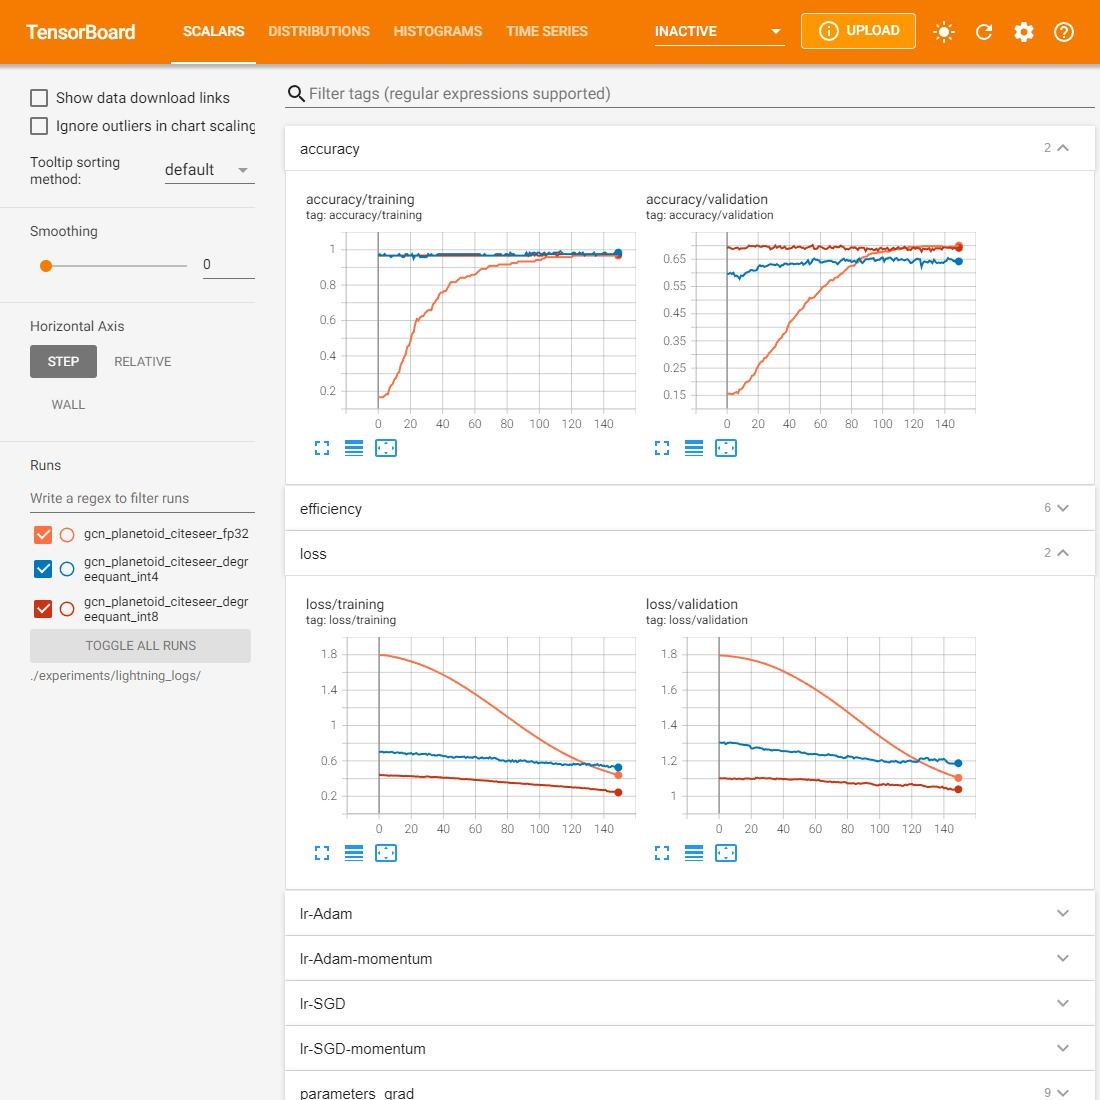 TensorBoard
SCALARS
DISTRIBUTIONS
HISTOGRAMS
TIME SERIES
INACTIVE
UPLOAD
Show data download links
Ignore outliers in chart scaling
Tooltip sorting
method:
default
Smoothing
0
Horizontal Axis
STEP
RELATIVE
WALL
Runs
Write a regex to filter runs
gcn_planetoid_citeseer_fp32
gcn_planetoid_citeseer_degr
eequant_int4
gcn_planetoid_citeseer_degr
eequant_int8
TOGGLE ALL RUNS
./experiments/lightning_logs/
Filter tags (regular expressions supported)
accuracy
2
accuracy/training
tag: accuracy/training
1
0.8
0.6
0.4
0.2
0 20 40 60 80 100 120 140
accuracy/validation
tag: accuracy/validation
0.65
0.55
0.45
0.35
0.25
0.15
0 20 40 60 80 100 120 140
efficiency
6
loss
2
loss/training
tag: loss/training
1.8
1.4
1
0.6
0.2
0 20 40 60 80 100 120 140
loss/validation
tag: loss/validation
1.8
1.6
1.4
1.2
1
0 20 40 60 80 100 120 140
lr-Adam
lr-Adam-momentum
lr-SGD
lr-SGD-momentum
parameters_grad
9